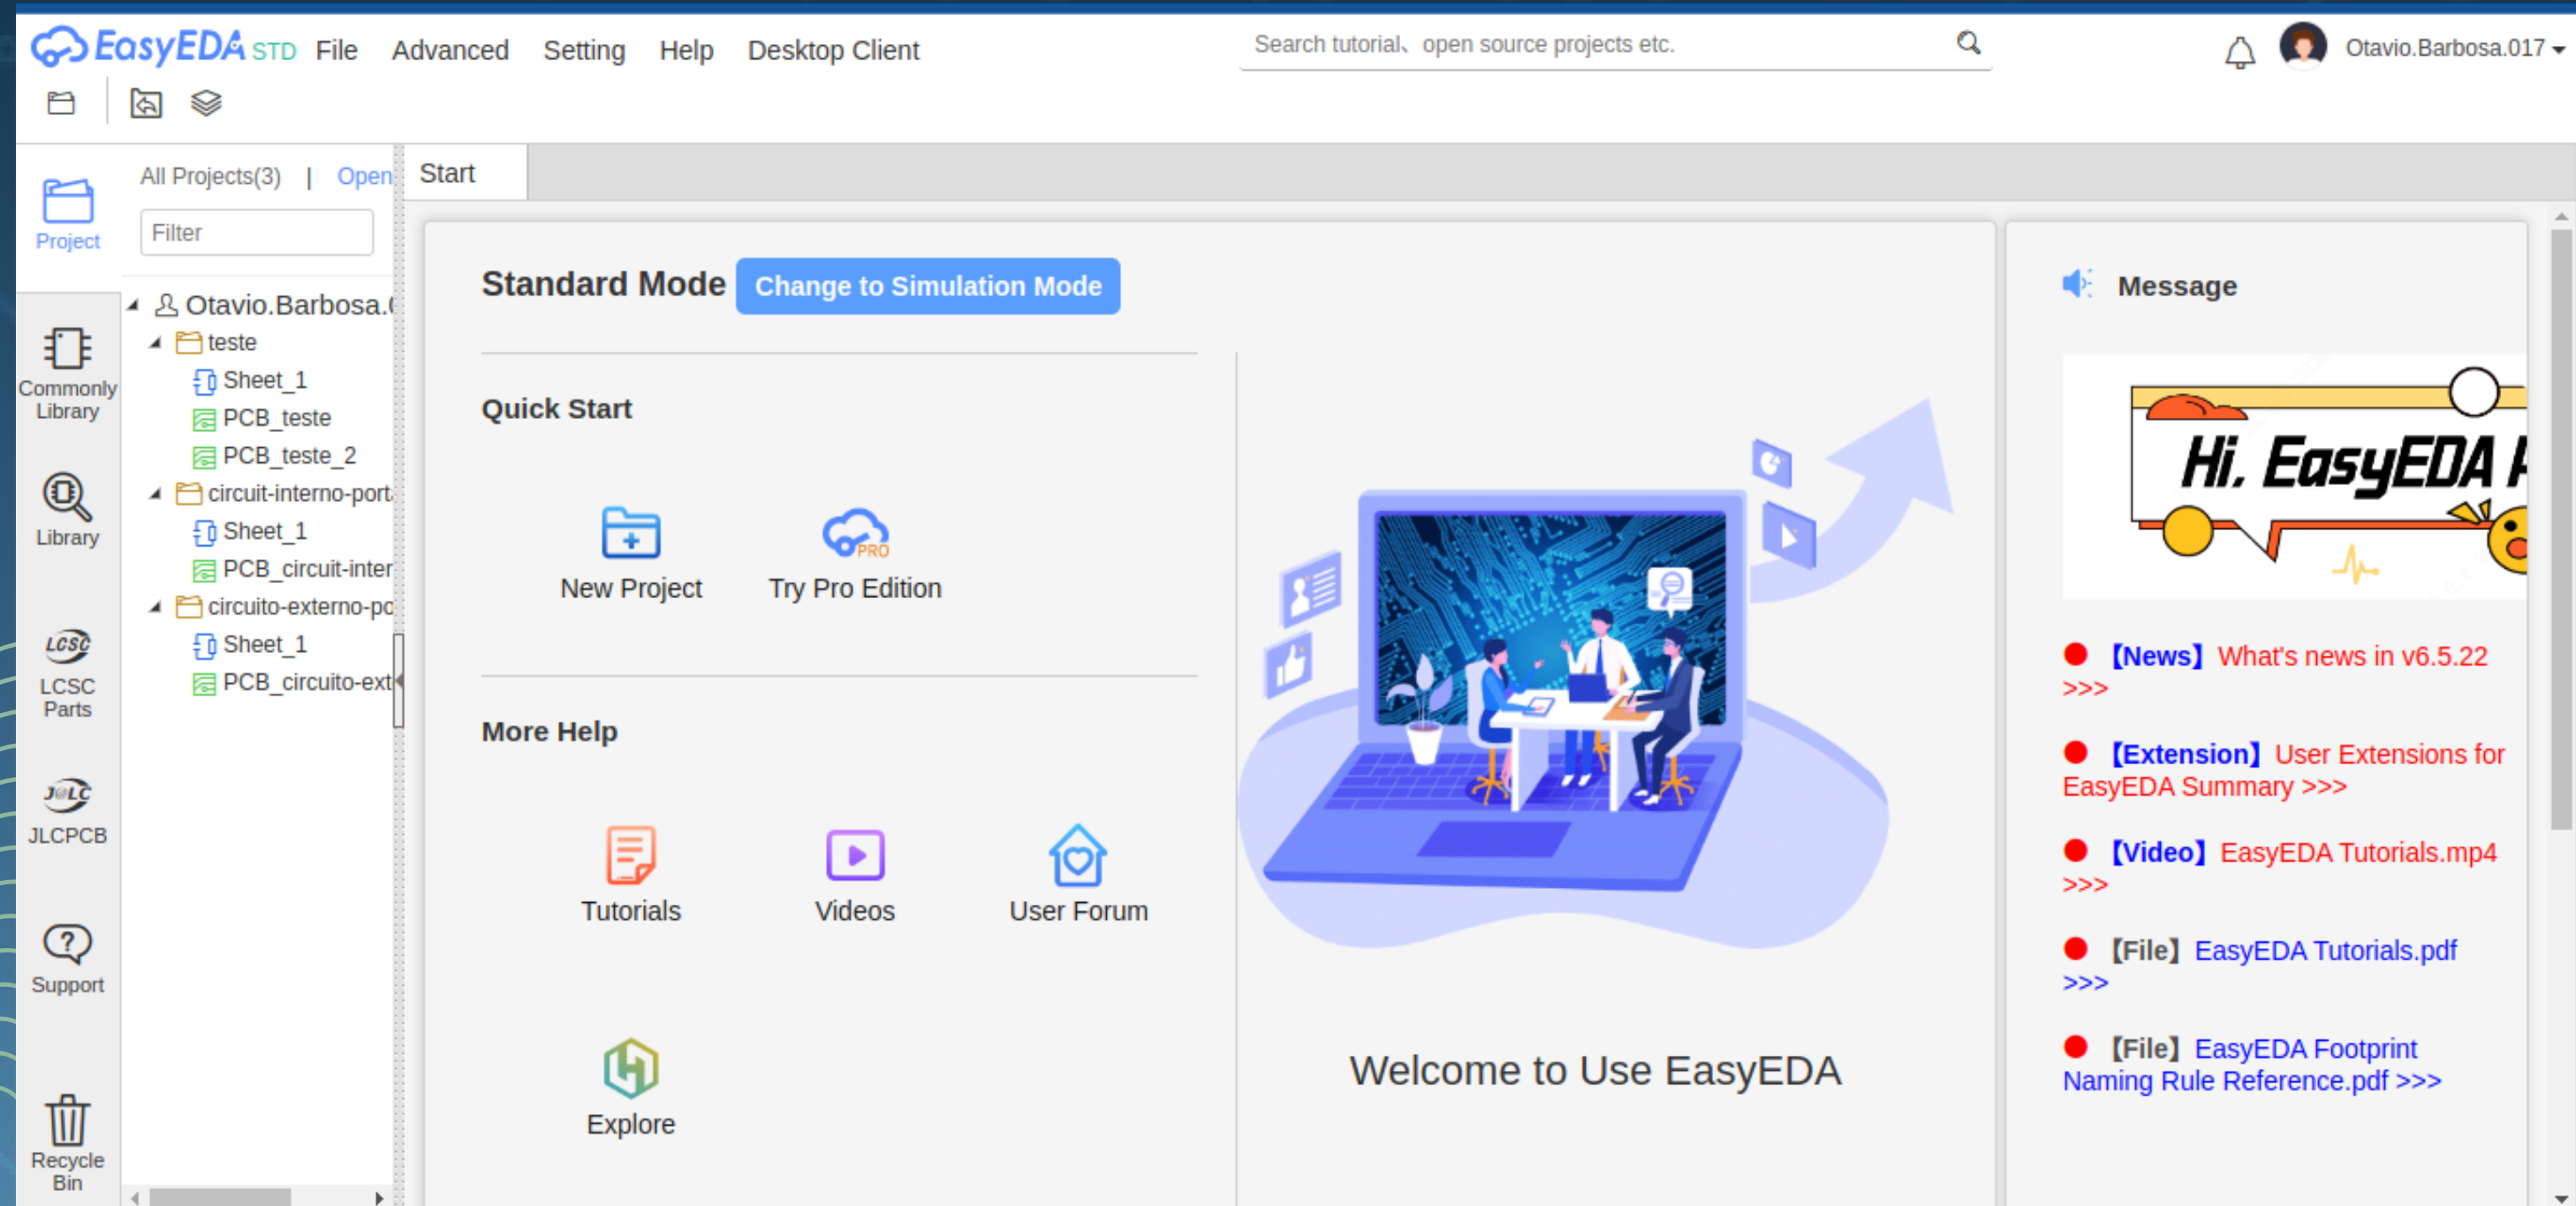 EasyEDA STD File Advanced Setting Help Desktop Client
Search tutorial、open source projects etc.
Otavio.Barbosa.017
Project
Commonly
Library
Library
LCSC
LCSC
Parts
J@LC
JLCPCB
Support
Recycle
Bin
All Projects(3) | Open
Filter
Otavio.Barbosa.
teste
Sheet_1
PCB_teste
PCB_teste_2
circuit-interno-port
Sheet_1
PCB_circuit-inter
circuito-externo-po
Sheet_1
PCB_circuito-ext
Start
Standard Mode Change to Simulation Mode
Quick Start
New Project
PRO
Try Pro Edition
More Help
Tutorials
Videos
User Forum
Explore
Welcome to Use EasyEDA
Message
Hi, EasyEDA
【News】What's news in v6.5.22
>>>
【Extension】User Extensions for
EasyEDA Summary >>>
【Video】EasyEDA Tutorials.mp4
>>>
【File】EasyEDA Tutorials.pdf
>>>
【File】EasyEDA Footprint
Naming Rule Reference.pdf >>>